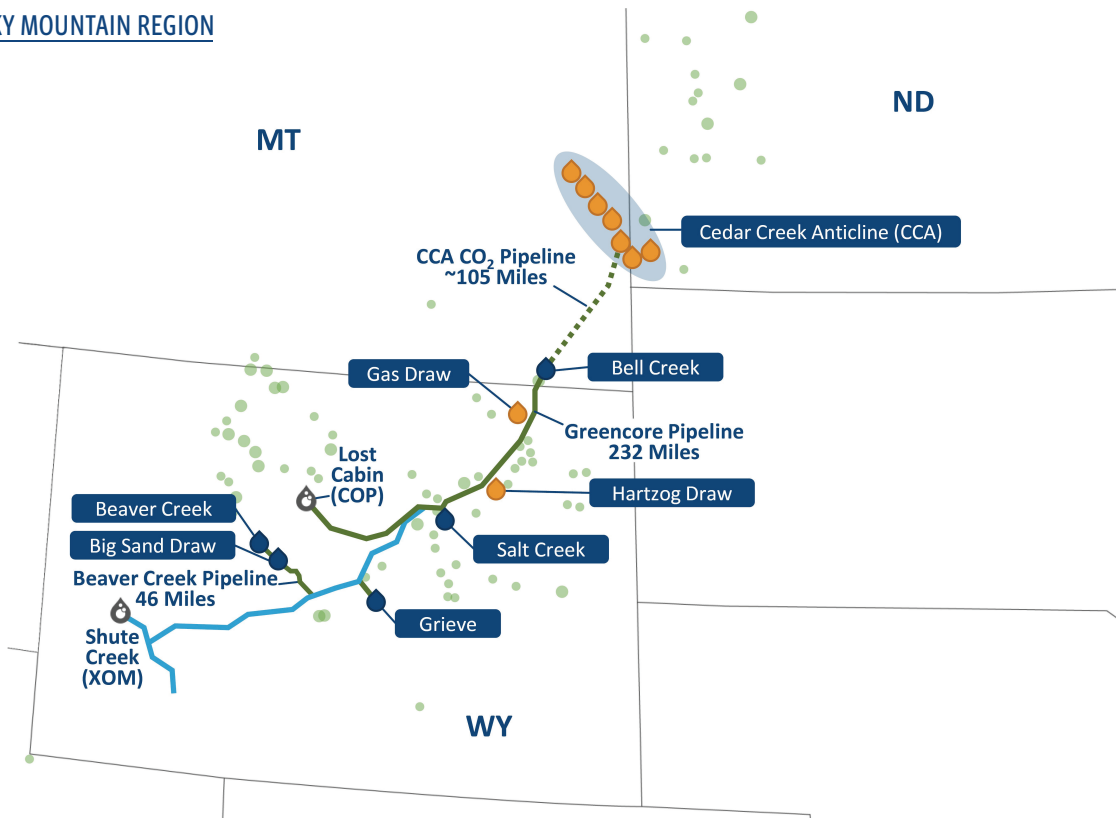 MOUNTAIN REGION
ND
MT
Cedar Creek Anticline (CCA)
CCA CO₂ Pipeline
~105 Miles
Gas Draw
Bell Creek
Greencore Pipeline
232 Miles
Lost
Cabin
(COP)
Hartzog Draw
Beaver Creek
Big Sand Draw
Salt Creek
Beaver Creek Pipeline
46 Miles
Grieve
Shute
Creek
(XOM)
WY